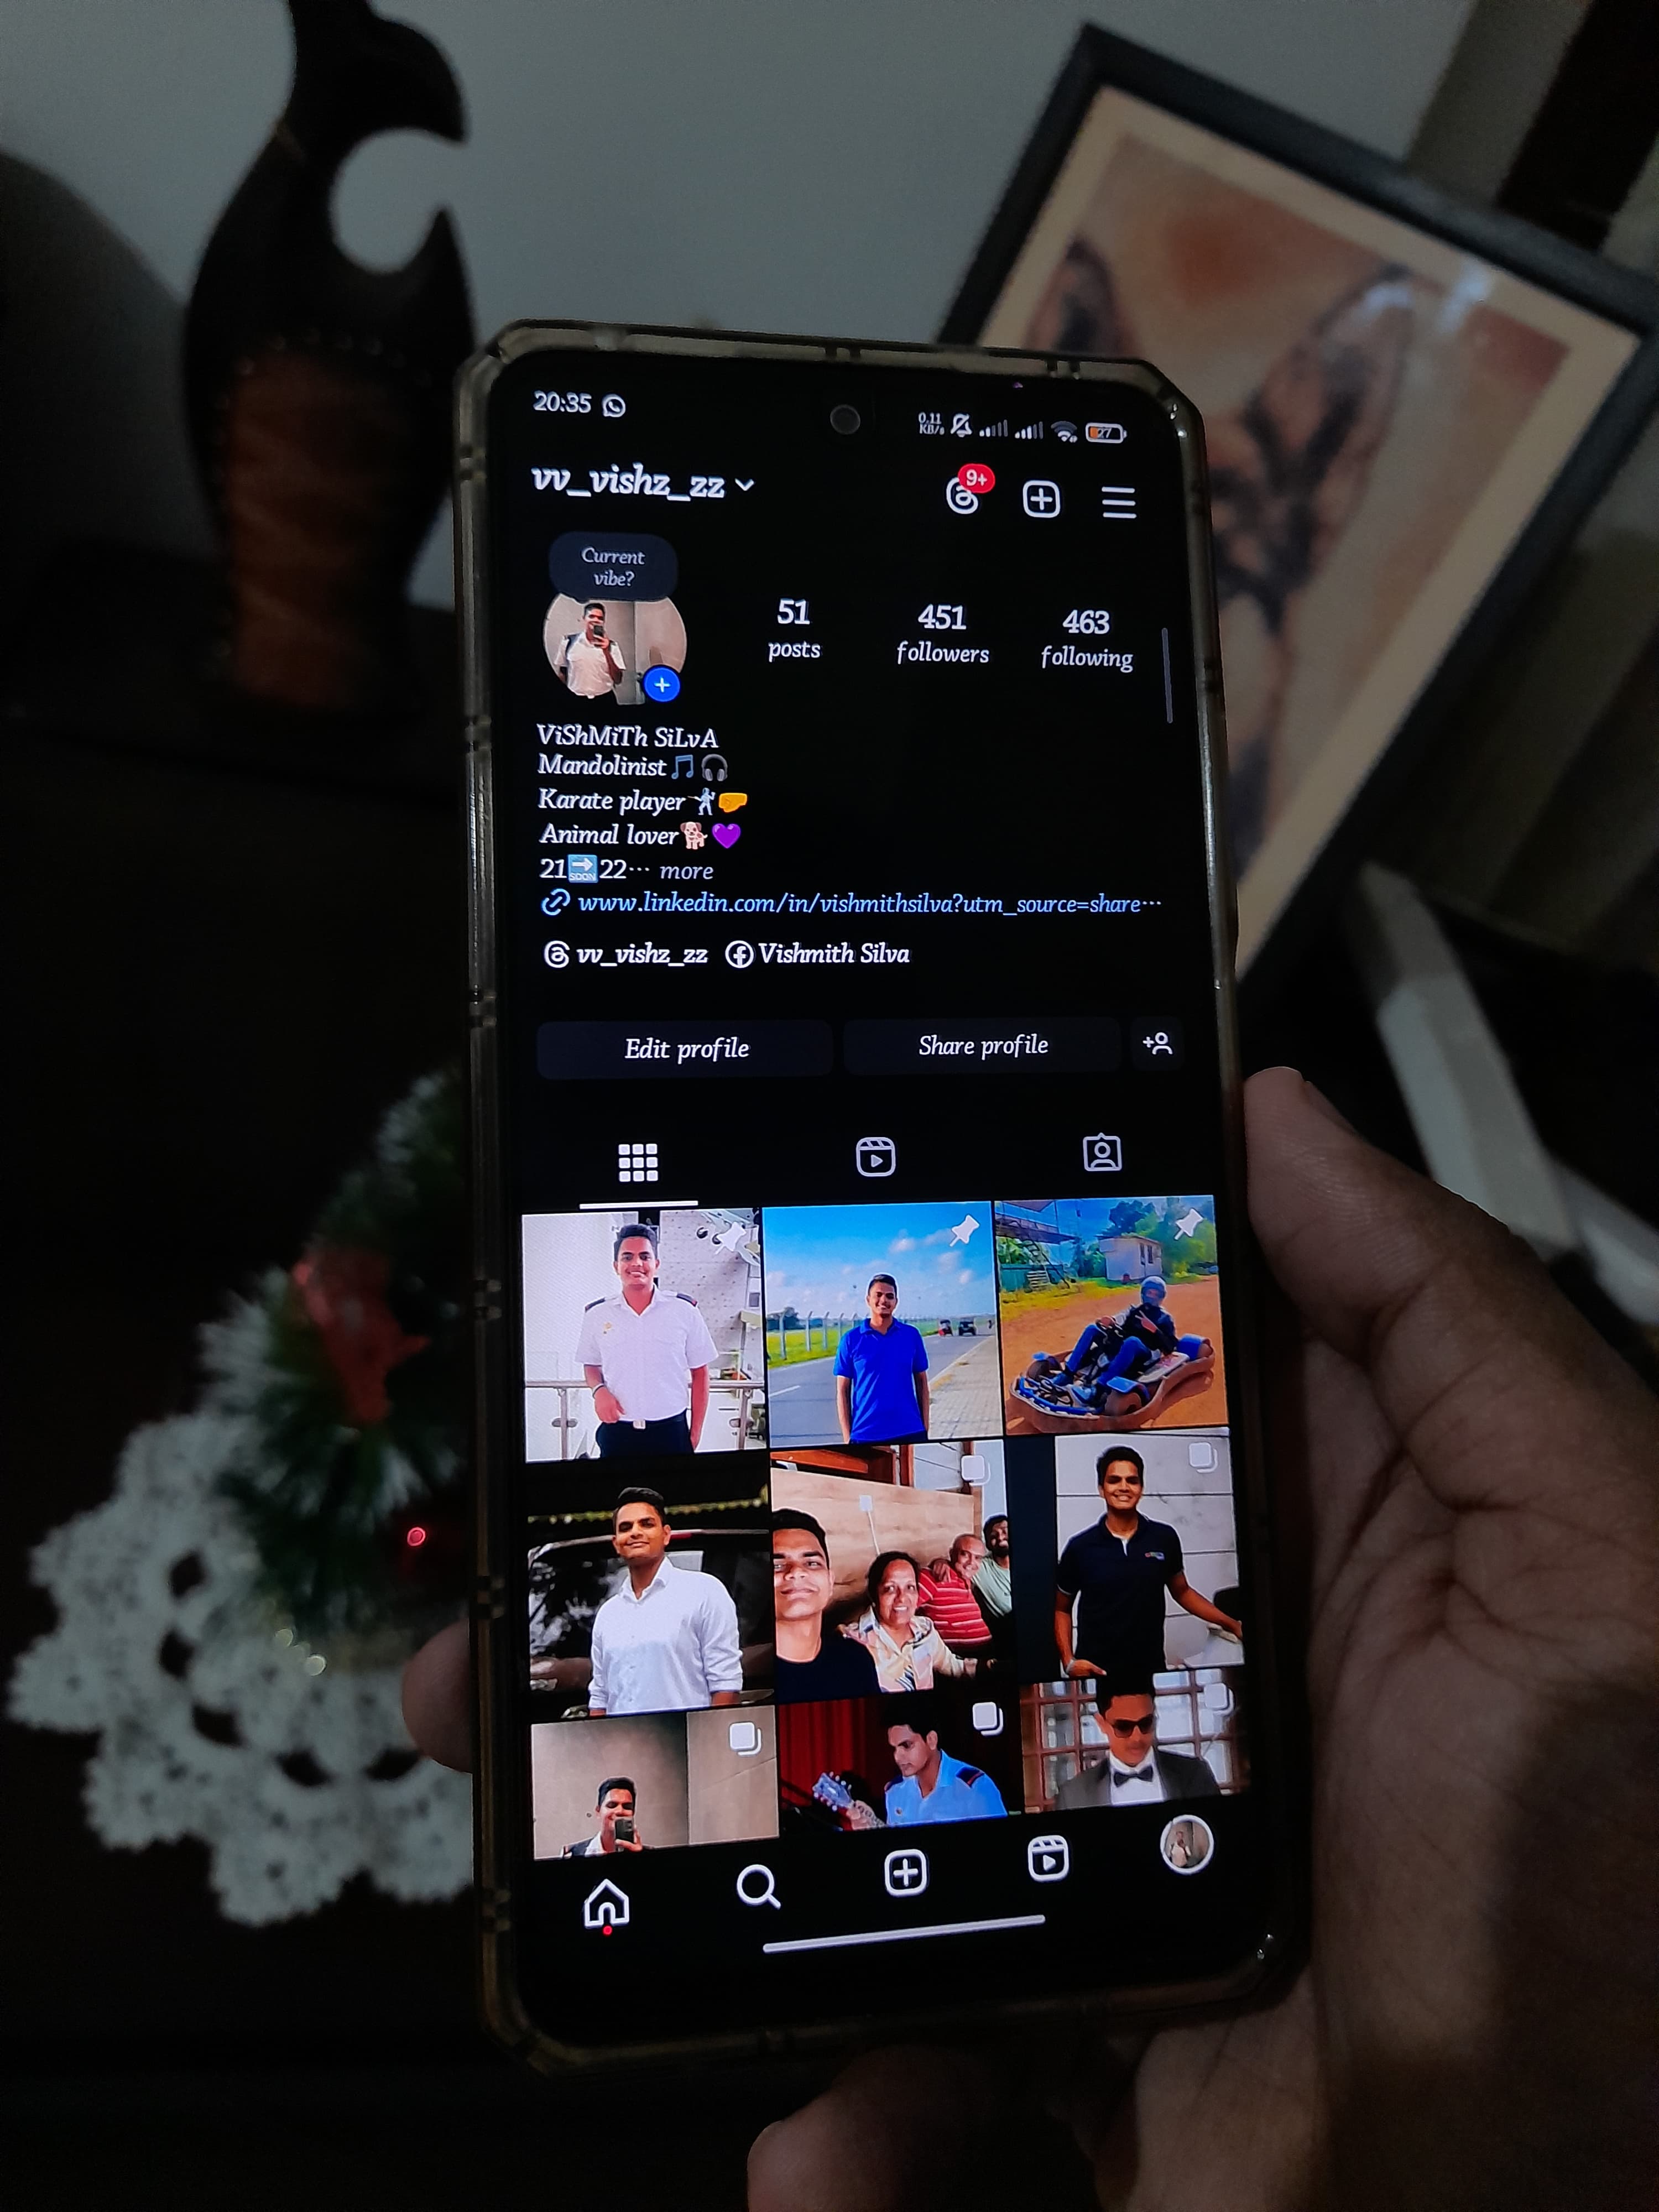 20:35
0.11
KB/s
27
vv_vishz_zz
9+
Current
vibe?
51
posts
451
followers
463
following
ViShMiTh SiLvA
Mandolinist🎵🎧
Karate player🤺🤛
Animal lover🐕💜
21🔜22... more
www.linkedin.com/in/vishmithsilva?utm_source=share...
vv_vishz_zz Vishmith Silva
Edit profile
Share profile